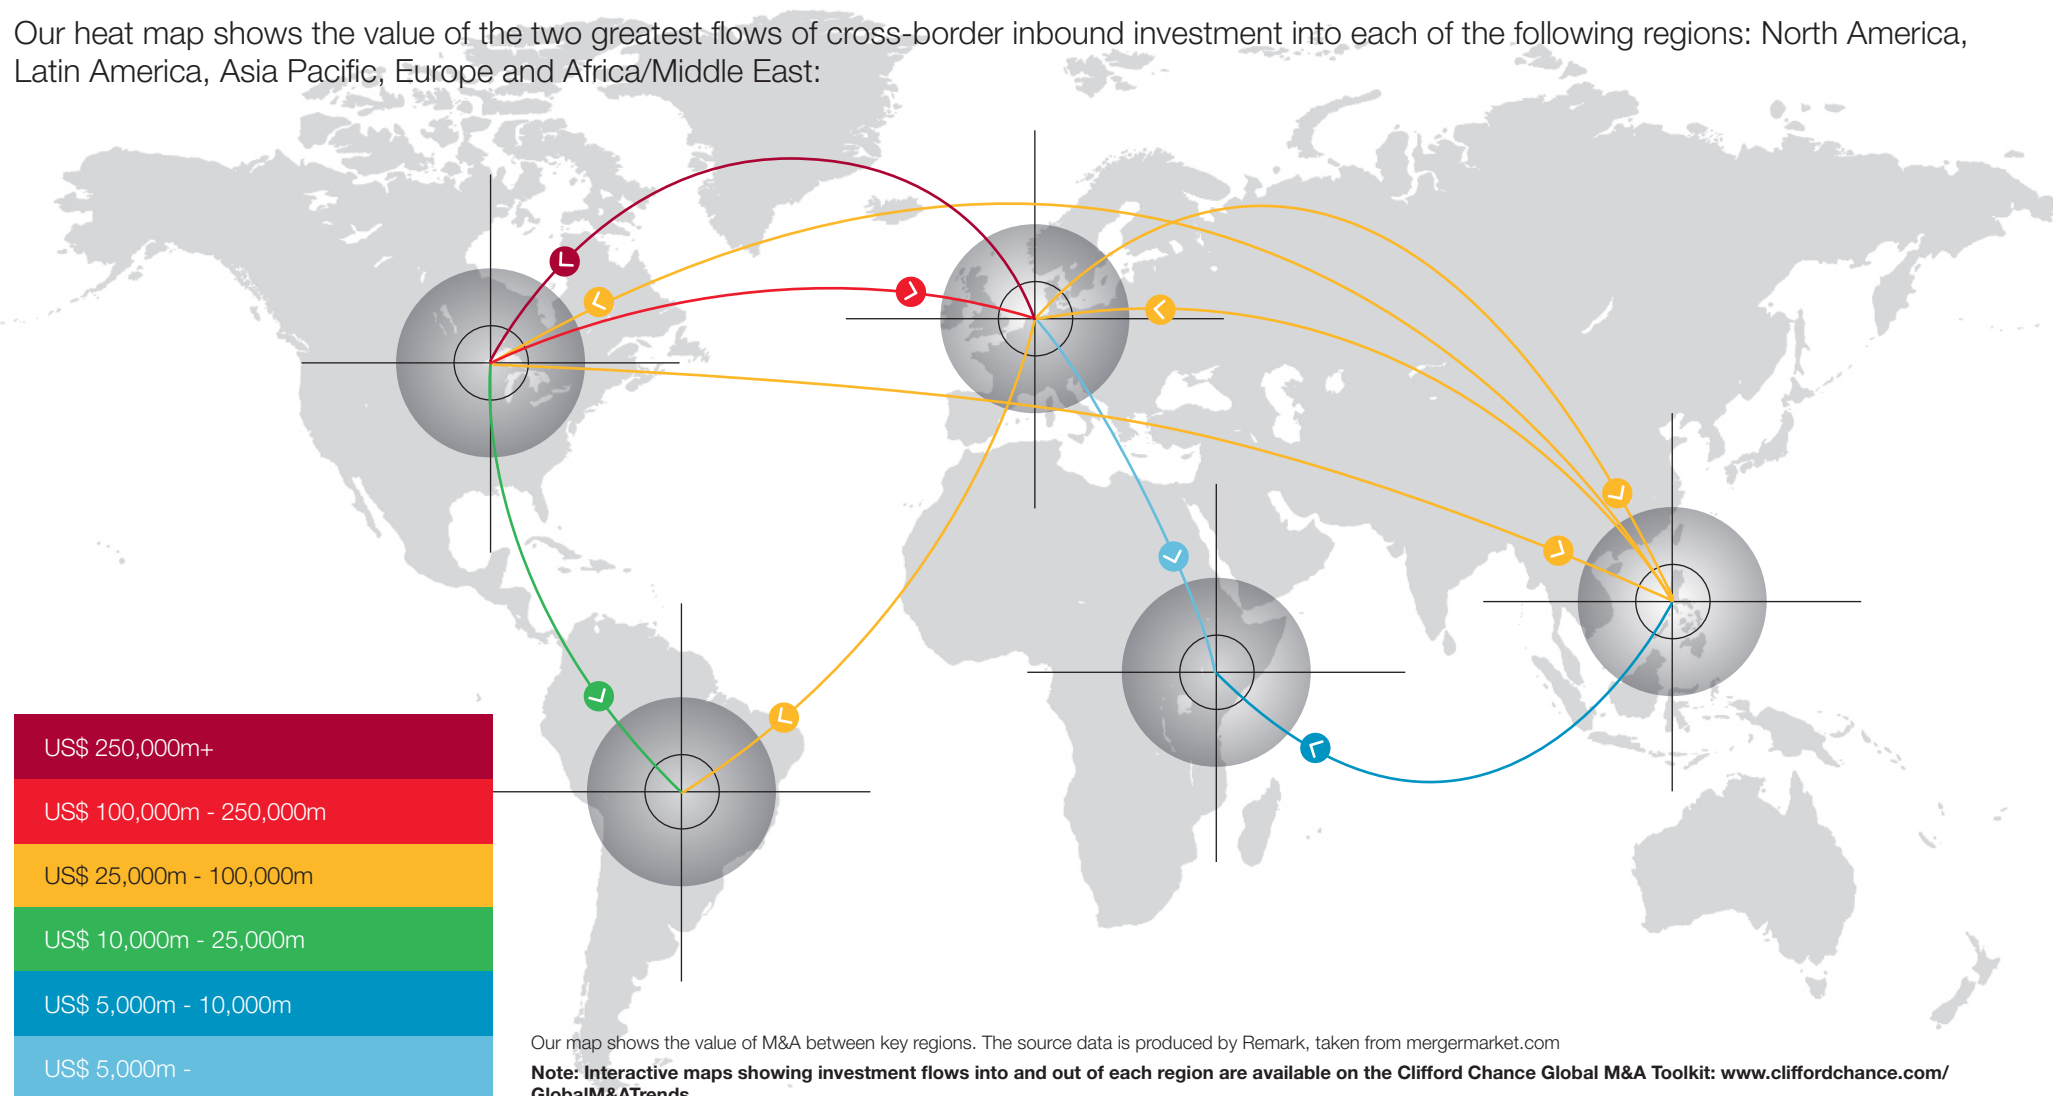 Our heat map shows the value of the two greatest flows of cross-border inbound investment into each of the following regions: North America,
Latin America, Asia Pacific, Europe and Africa/Middle East:
US$ 250,000m+
US$ 100,000m - 250,000m
US$ 25,000m - 100,000m
US$ 10,000m - 25,000m
US$ 5,000m - 10,000m
US$ 5,000m -
Our map shows the value of M&A between key regions. The source data is produced by Remark, taken from mergermarket.com
Note: Interactive maps showing investment flows into and out of each region are available on the Clifford Chance Global M&A Toolkit: www.cliffordchance.com/
GlobalM&ATrends